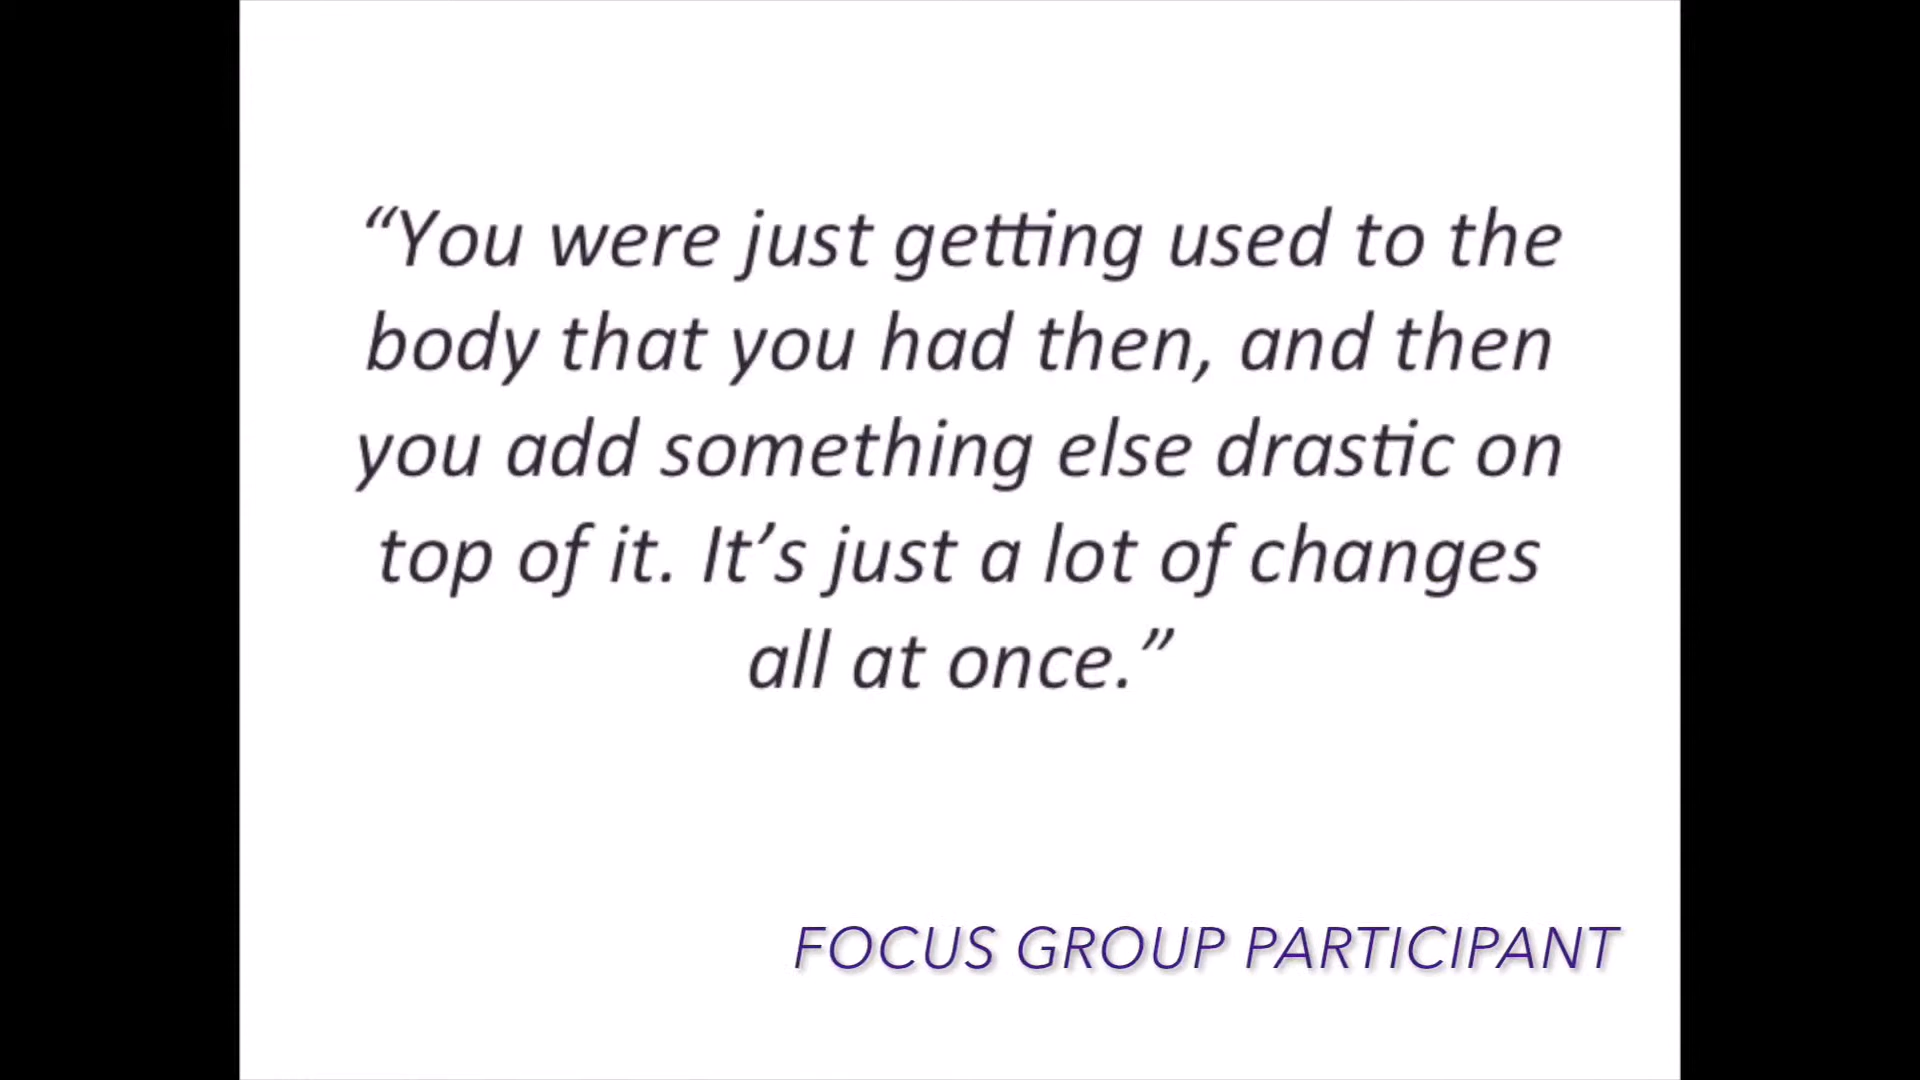 “You were just getting used to the
body that you had then, and then
you add something else drastic on
top of it. It’s just a lot of changes
all at once.”
FOCUS GROUP PARTICIPANT